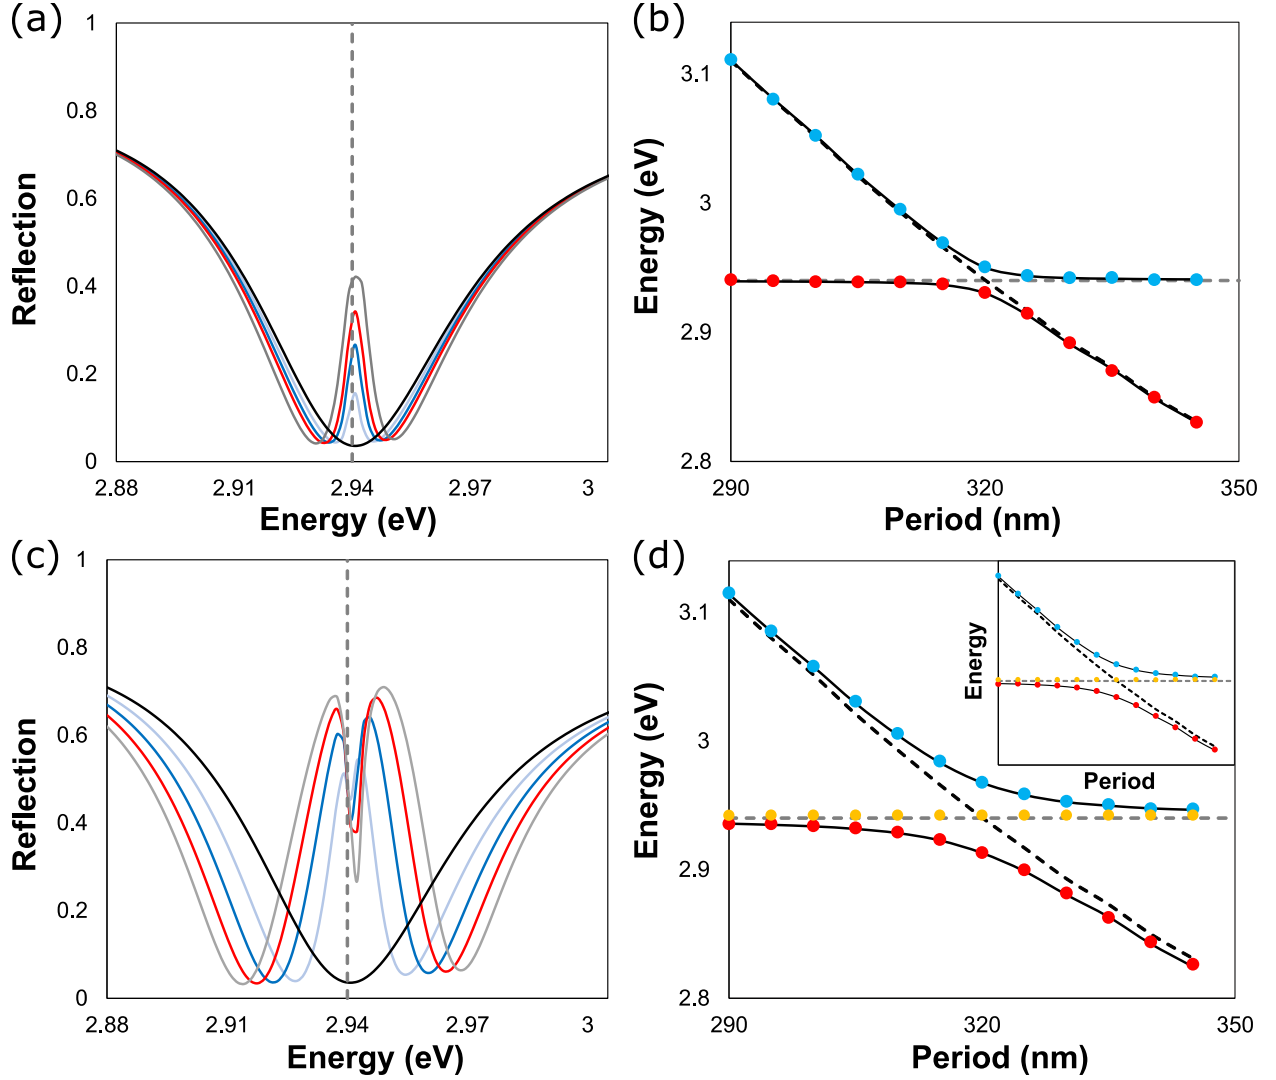 (a)
1
0.8
0.6
0.4
0.2
0
2.88
2.91
2.94
2.97
3
Reflection
Energy (eV)
(b)
3.1
3
2.9
2.8
290
320
350
Energy (eV)
Period (nm)
(c)
1
0.8
0.6
0.4
0.2
0
2.88
2.91
2.94
2.97
3
Reflection
Energy (eV)
(d)
3.1
3
2.9
2.8
290
320
350
Energy (eV)
Period (nm)
Energy
Period